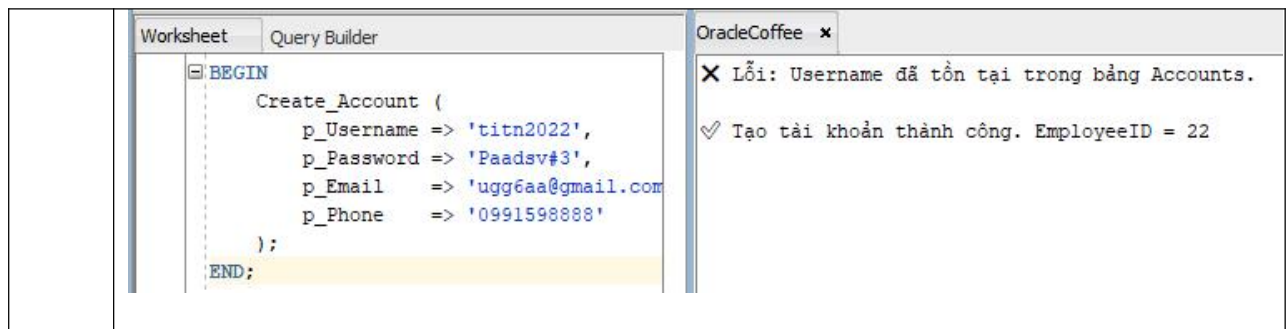 Worksheet Query Builder
BEGIN
Create_Account (
p_Username => 'titn2022',
p_Password => 'Paadsv#3',
p_Email => 'ugg6aa@gmail.com
p_Phone => '0991598888'
);
END;
OracleCoffee ×
❌ Lỗi: Username đã tồn tại trong bảng Accounts.
✅ Tạo tài khoản thành công. EmployeeID = 22